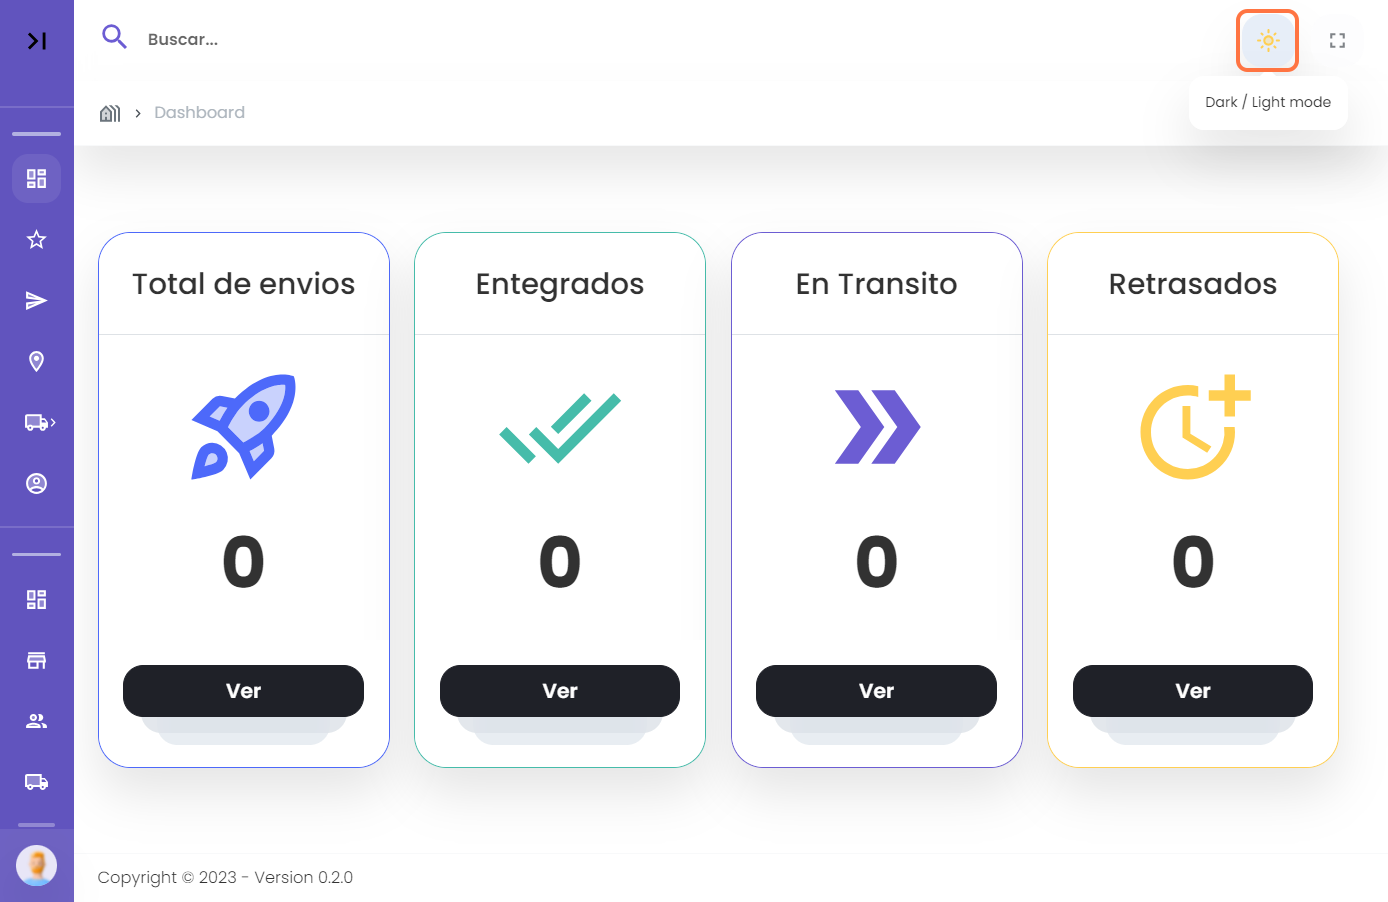 Buscar...
Dashboard
Dark / Light mode
Total de envios
Entegrados
En Transito
Retrasados
0
0
0
0
Ver
Ver
Ver
Ver
Copyright © 2023 - Version 0.2.0